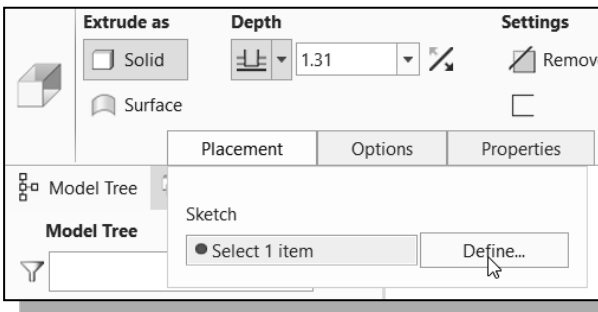 Extrude as Depth Settings
Solid 1.31 Remov
Surface
Placement Options Properties
Model Tree
Sketch
Model Tree
Select 1 item Define...